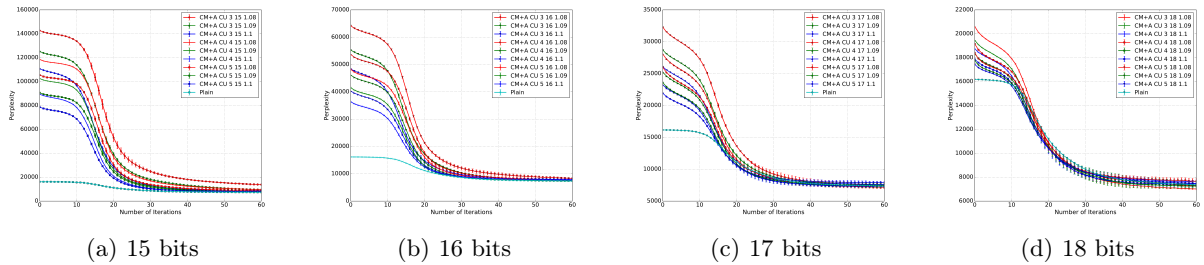 160000
140000
120000
100000
80000
60000
40000
20000
0
0 10 20 30 40 50 60
Perplexity
Number of Iterations
CM+A CU 3 15 1.08
CM+A CU 3 15 1.09
CM+A CU 3 15 1.1
CM+A CU 4 15 1.08
CM+A CU 4 15 1.09
CM+A CU 4 15 1.1
CM+A CU 5 15 1.08
CM+A CU 5 15 1.09
CM+A CU 5 15 1.1
Plain
(a) 15 bits
70000
60000
50000
40000
30000
20000
10000
0
0 10 20 30 40 50 60
Perplexity
Number of Iterations
CM+A CU 3 16 1.08
CM+A CU 3 16 1.09
CM+A CU 3 16 1.1
CM+A CU 4 16 1.08
CM+A CU 4 16 1.09
CM+A CU 4 16 1.1
CM+A CU 5 16 1.08
CM+A CU 5 16 1.09
CM+A CU 5 16 1.1
Plain
(b) 16 bits
35000
30000
25000
20000
15000
10000
5000
0 10 20 30 40 50 60
Perplexity
Number of Iterations
CM+A CU 3 17 1.08
CM+A CU 3 17 1.09
CM+A CU 3 17 1.1
CM+A CU 4 17 1.08
CM+A CU 4 17 1.09
CM+A CU 4 17 1.1
CM+A CU 5 17 1.08
CM+A CU 5 17 1.09
CM+A CU 5 17 1.1
Plain
(c) 17 bits
22000
20000
18000
16000
14000
12000
10000
8000
6000
0 10 20 30 40 50 60
Perplexity
Number of Iterations
CM+A CU 3 18 1.08
CM+A CU 3 18 1.09
CM+A CU 3 18 1.1
CM+A CU 4 18 1.08
CM+A CU 4 18 1.09
CM+A CU 4 18 1.1
CM+A CU 5 18 1.08
CM+A CU 5 18 1.09
CM+A CU 5 18 1.1
Plain
(d) 18 bits